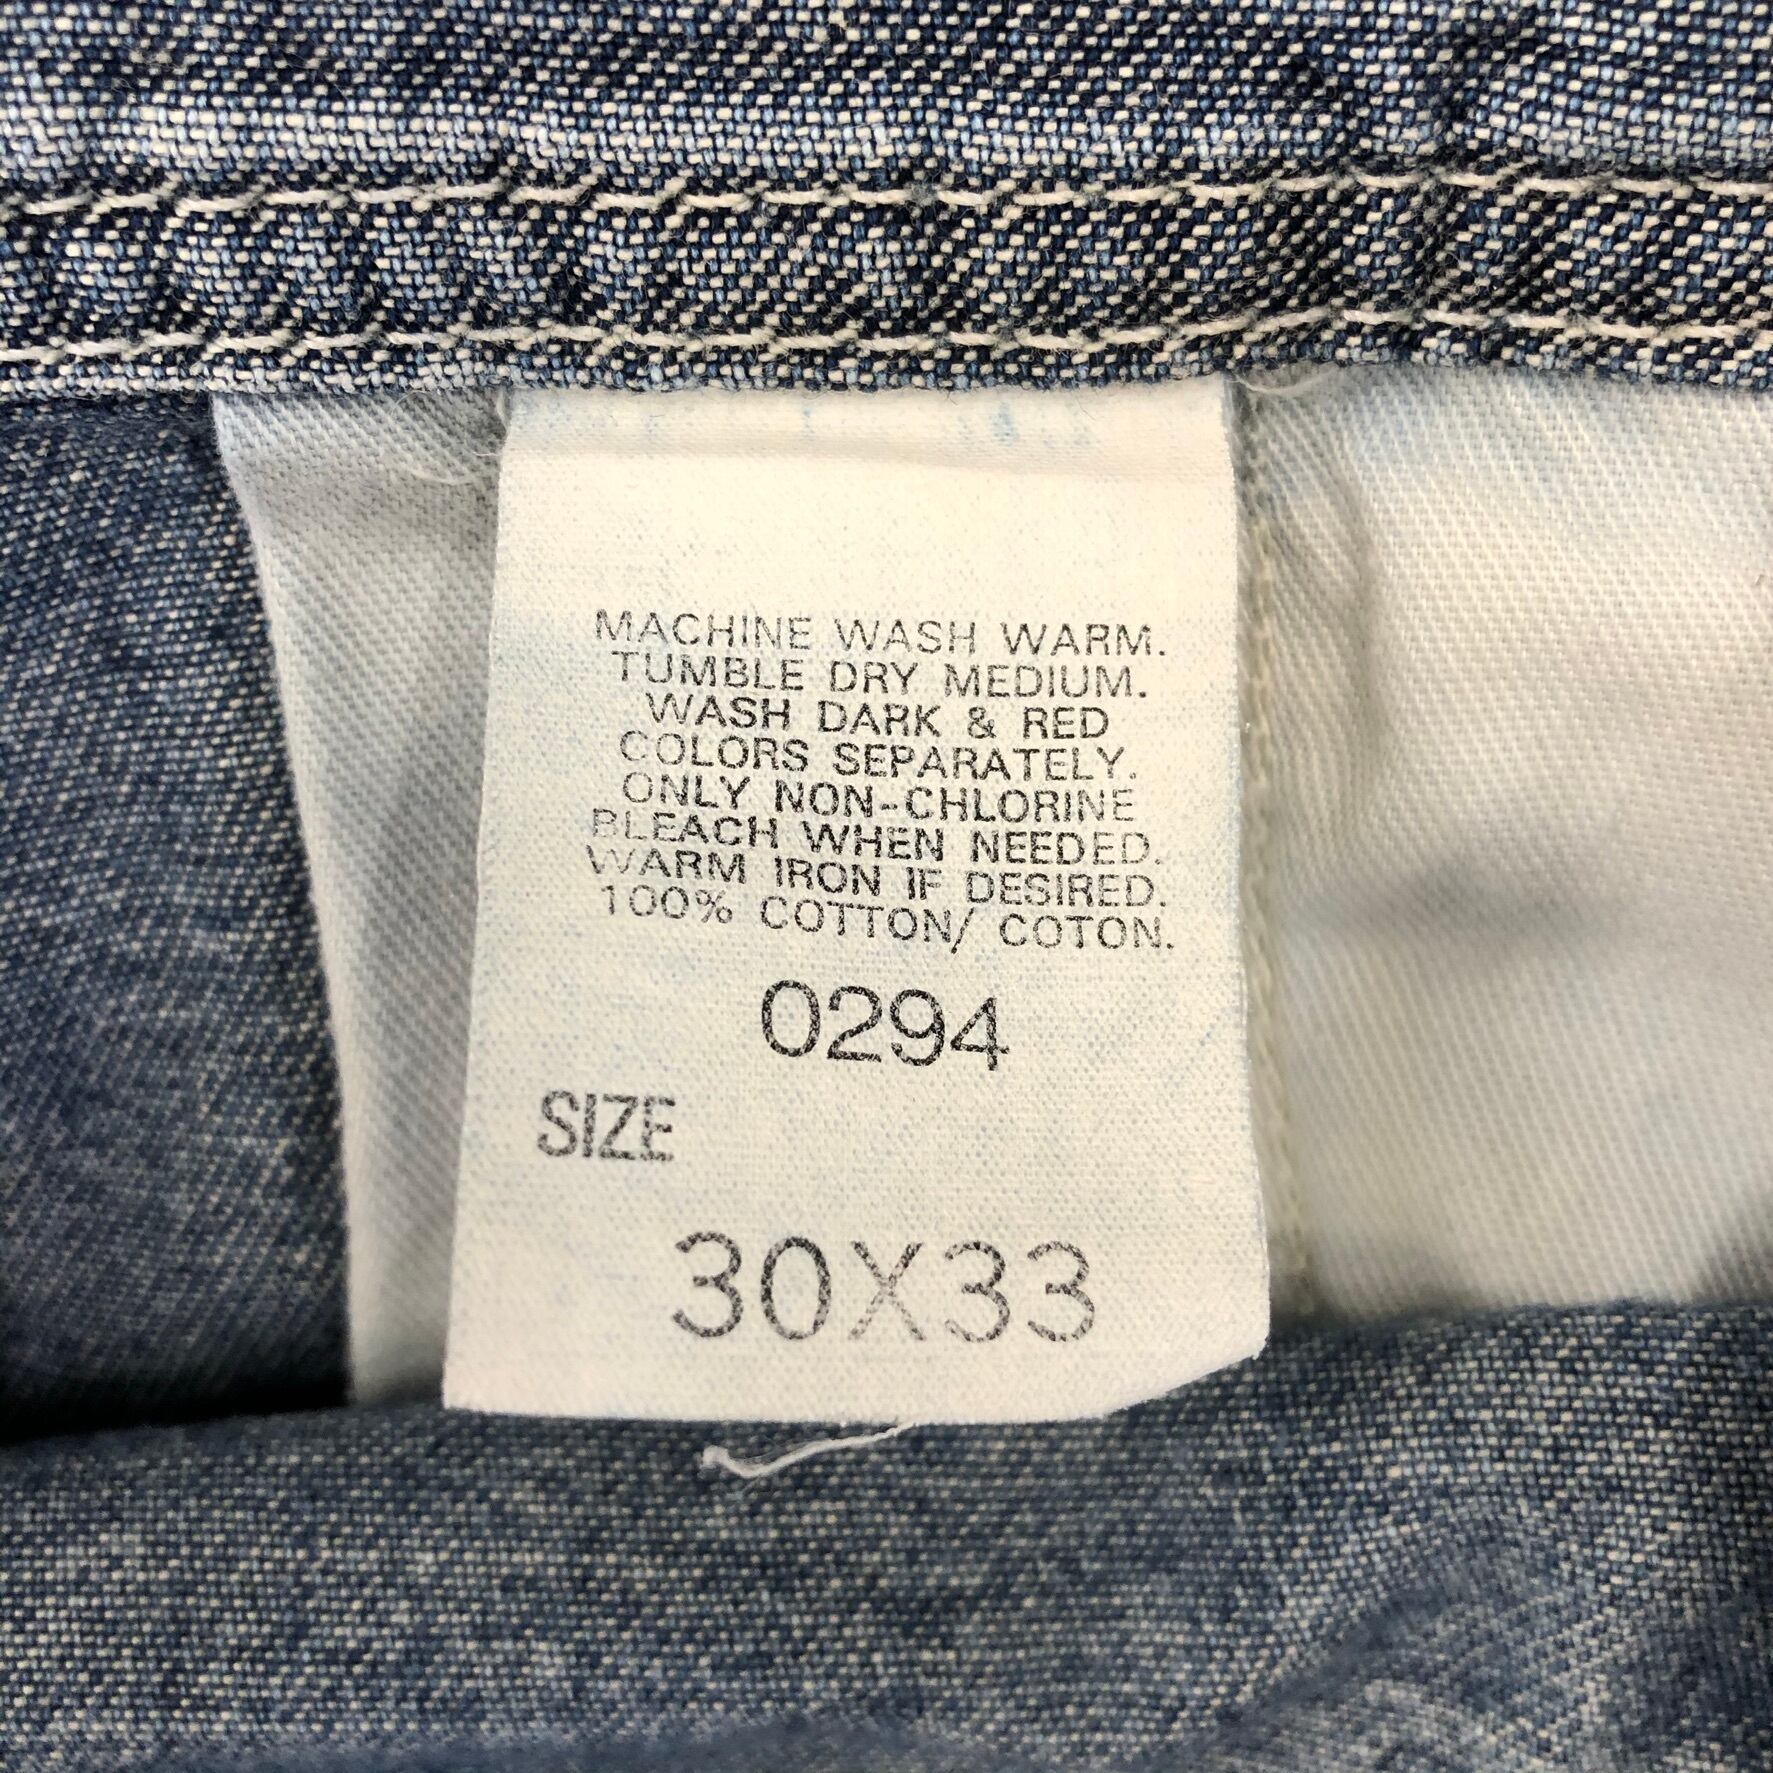 MACHINE WASH WARM.
TUMBLE DRY MEDIUM.
WASH DARK & RED
COLORS SEPARATELY.
ONLY NON-CHLORINE
BLEACH WHEN NEEDED.
WARM IRON IF DESIRED.
100% COTTON/ COTON.
0294
SIZE
30X33